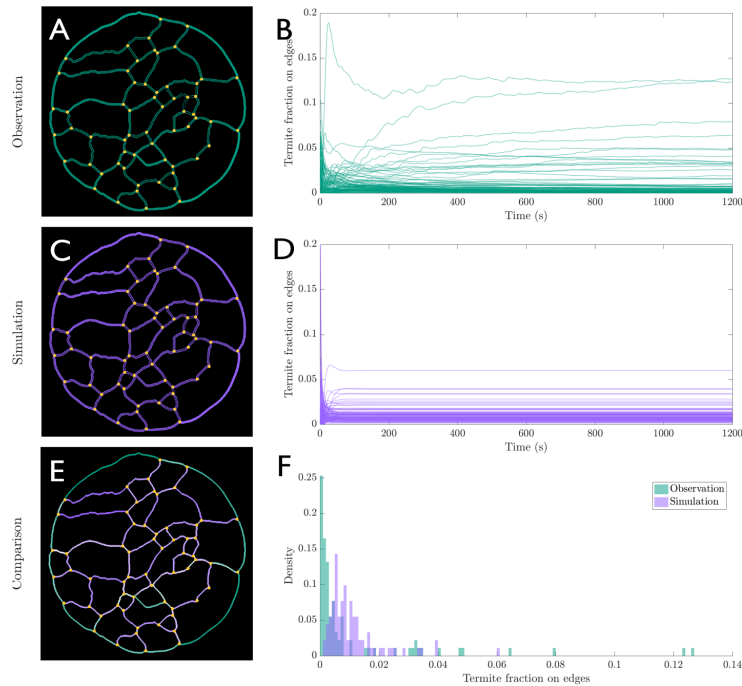 A
B
Observation
Termite fraction on edges
0.2
0.15
0.1
0.05
0
0 200 400 600 800 1000 1200
Time (s)
C
D
Simulation
Termite fraction on edges
0.2
0.15
0.1
0.05
0
0 200 400 600 800 1000 1200
Time (s)
E
F
Comparison
Density
0.25
0.2
0.15
0.1
0.05
0
Observation
Simulation
0 0.02 0.04 0.06 0.08 0.1 0.12 0.14
Termite fraction on edges